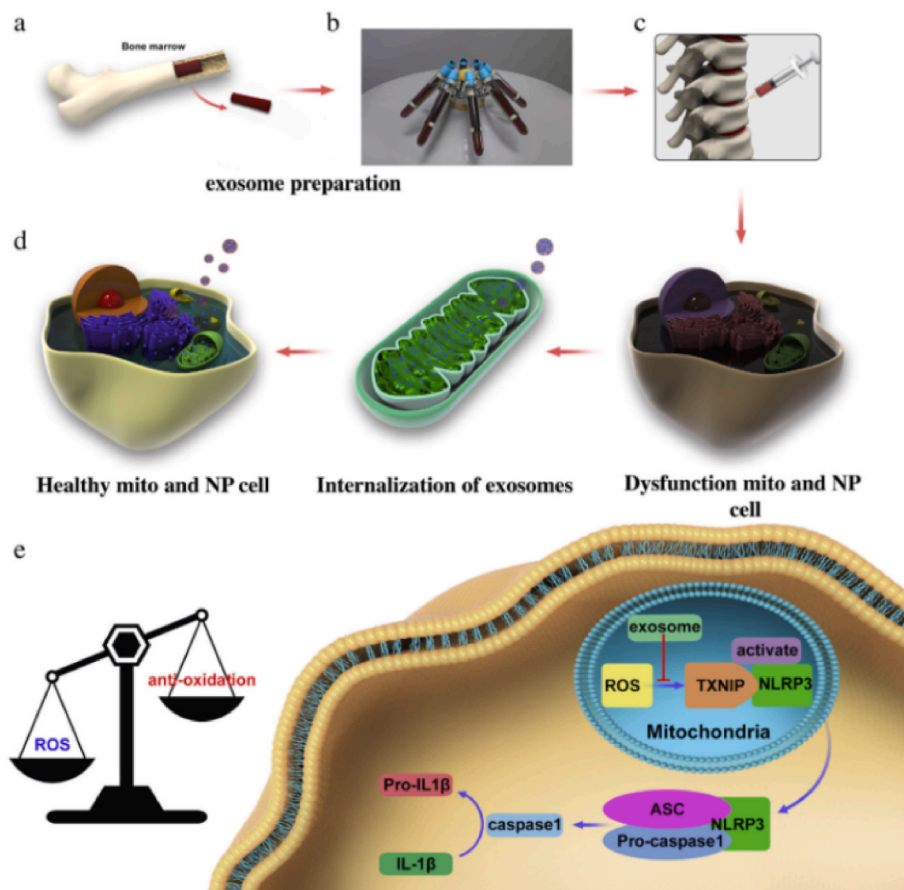 a
b
c
Bone marrow
exosome preparation
d
Healthy mito and NP cell
Internalization of exosomes
Dysfunction mito and NP
cell
e
anti-oxidation
ROS
exosome
activate
ROS
TXNIP
NLRP3
Mitochondria
Pro-IL1β
caspase1
IL-1β
ASC
NLRP3
Pro-caspase1